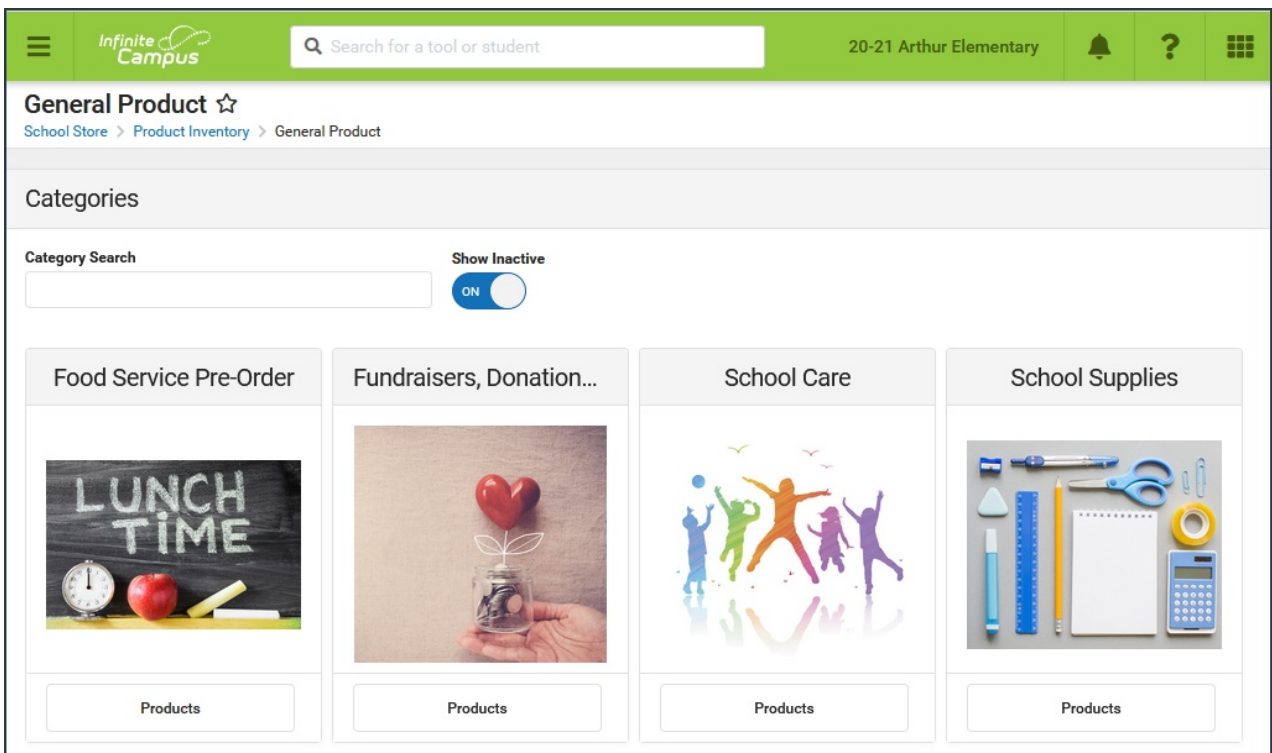 Infinite
Campus
Search for a tool or student
20-21 Arthur Elementary
?
General Product ☆
School Store > Product Inventory > General Product
Categories
Category Search
Show Inactive
ON
Food Service Pre-Order
Fundraisers, Donation...
School Care
School Supplies
LUNCH
TIME
Products
Products
Products
Products